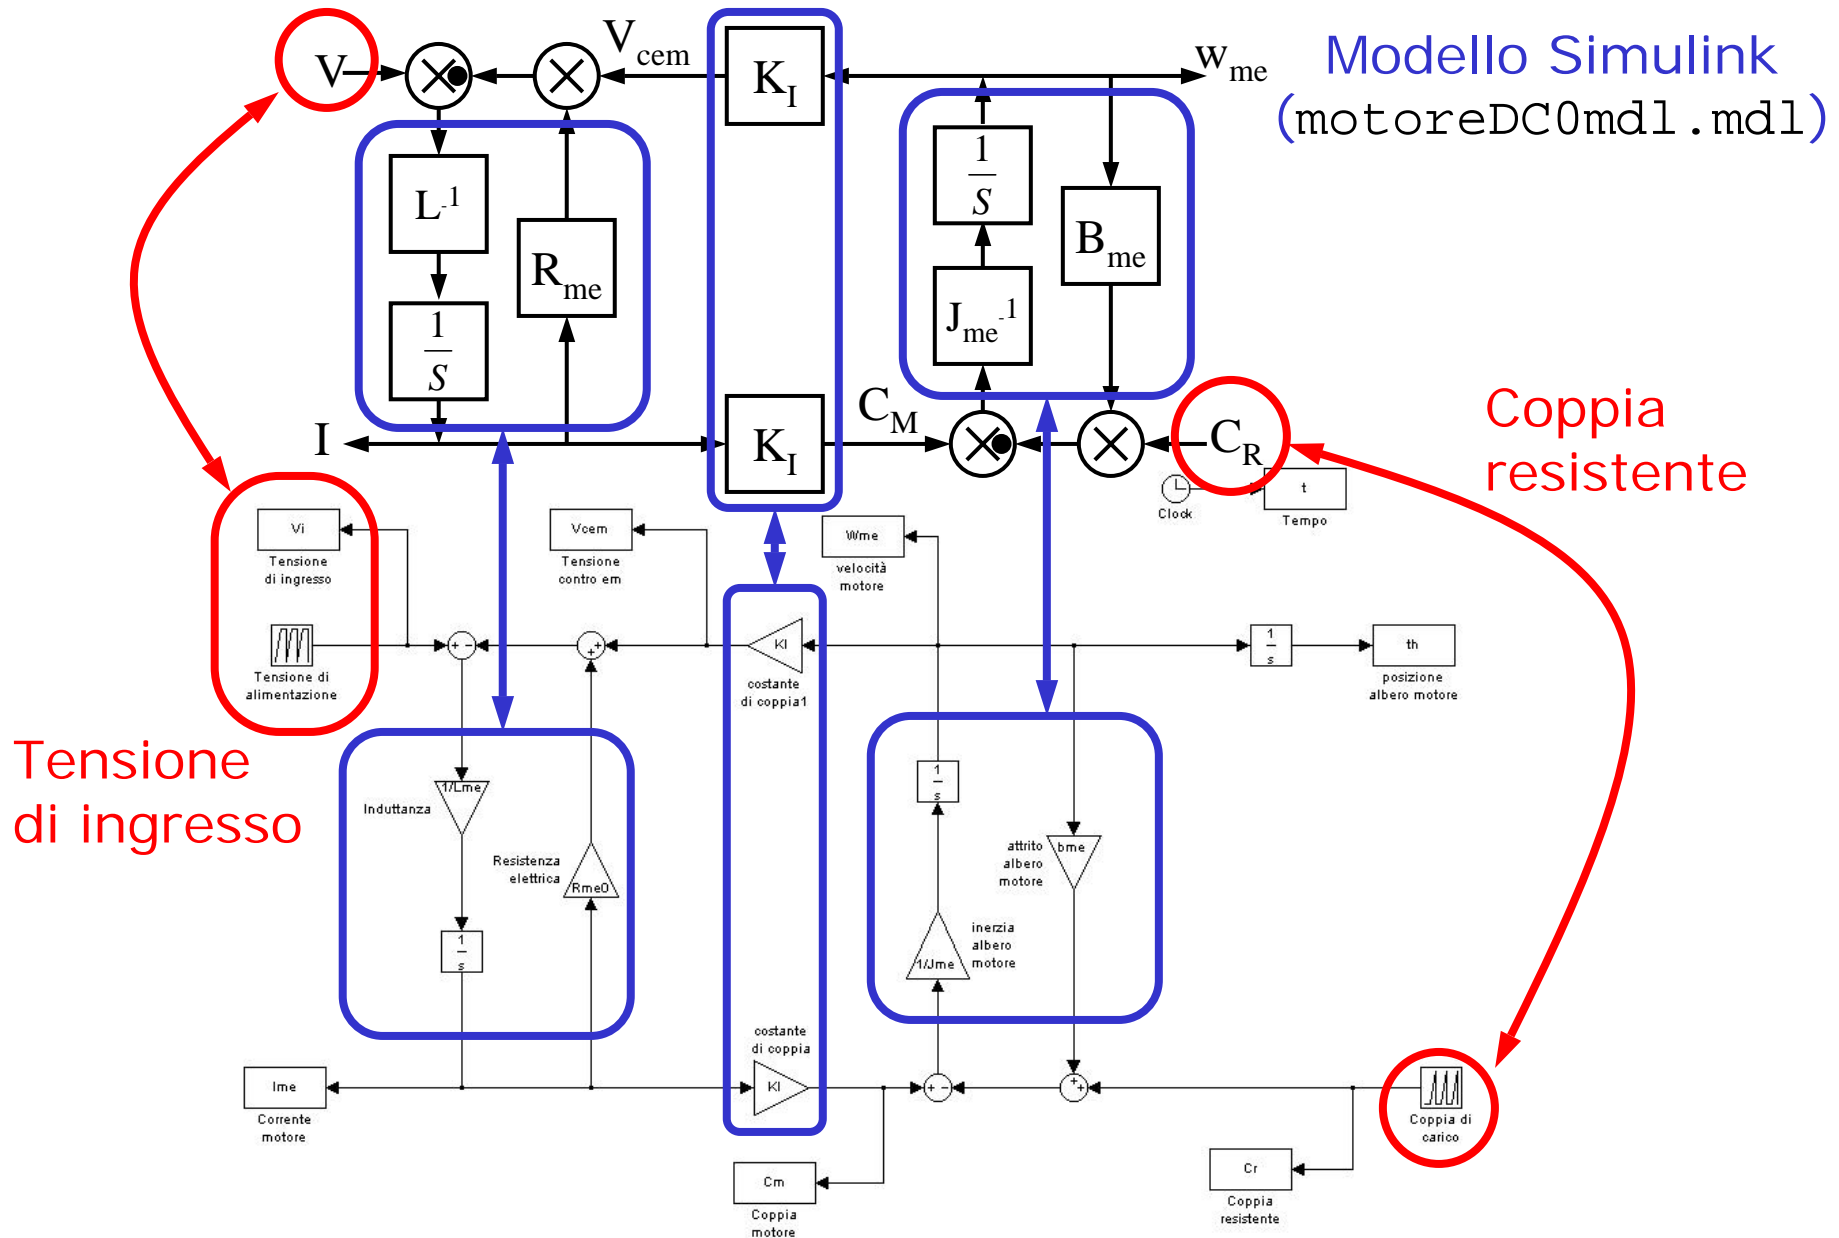 V
V cem
K I
w me
Modello Simulink
(motoreDC0mdl.mdl)
L -1
R me
1
S
1
S
J me -1
B me
I
K I
C M
C R
Coppia
resistente
Clock
t
Tempo
Vi
Tensione
di ingresso
Vcem
Tensione
contro em
Wme
velocità
motore
Tensione di
alimentazione
+ -
+ +
KI
costante
di coppia1
1
s
th
posizione
albero motore
Tensione
di ingresso
Induttanza
1/Lme
Resistenza
elettrica
Rme0
1
s
1
s
attrito
albero
motore
bme
inerzia
albero
motore
1/Jme
costante
di coppia
KI
Ime
Corrente
motore
+ -
+ +
Coppia di
carico
Cm
Coppia
motore
Cr
Coppia
resistente